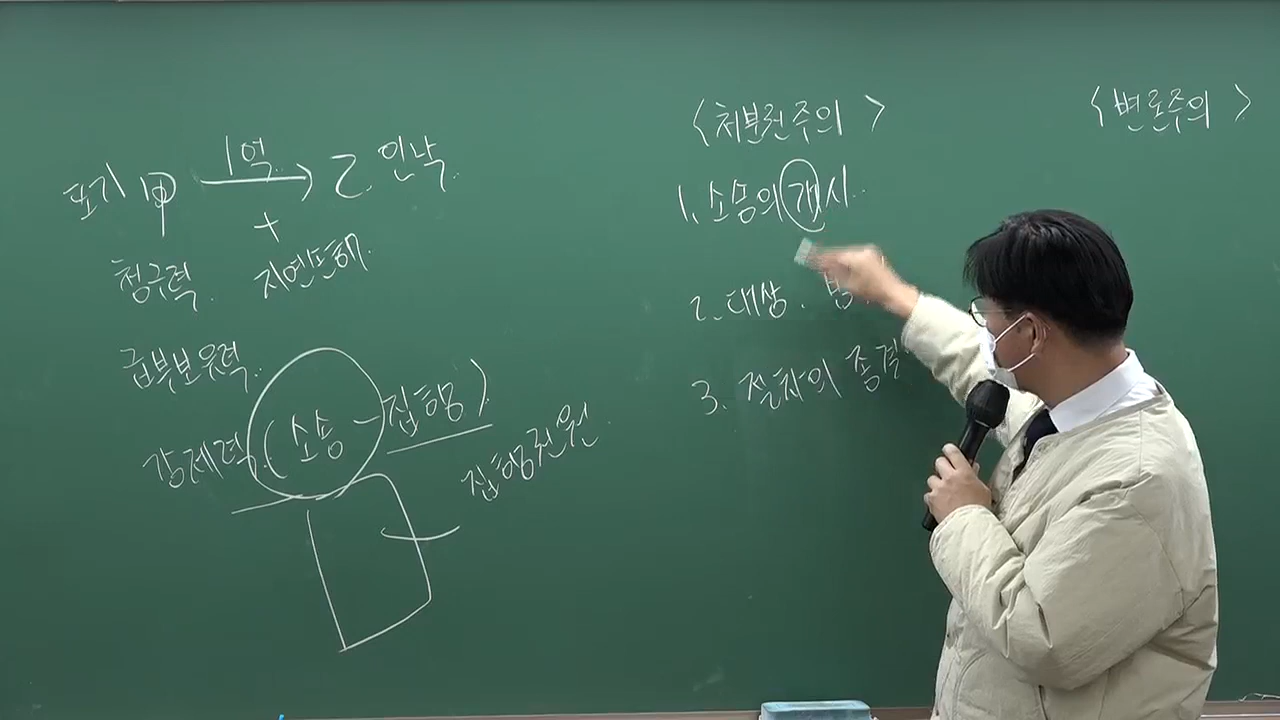 포기 甲 1억 → 乙. 인낙.
+
청구력. 지연손해.
급부보유력.
강제력. (소송 - 집행)
집행권원.
<처분권주의>
1. 소송의 개시.
2. 대상. 범
3. 절차의 종결
<변론주의>